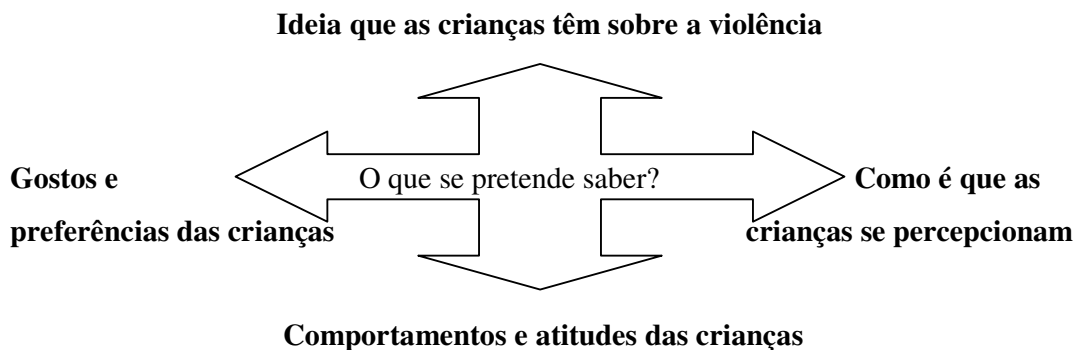 Ideia que as crianças têm sobre a violência
Gostos e
preferências das crianças
O que se pretende saber?
Como é que as
crianças se percepcionam
Comportamentos e atitudes das crianças